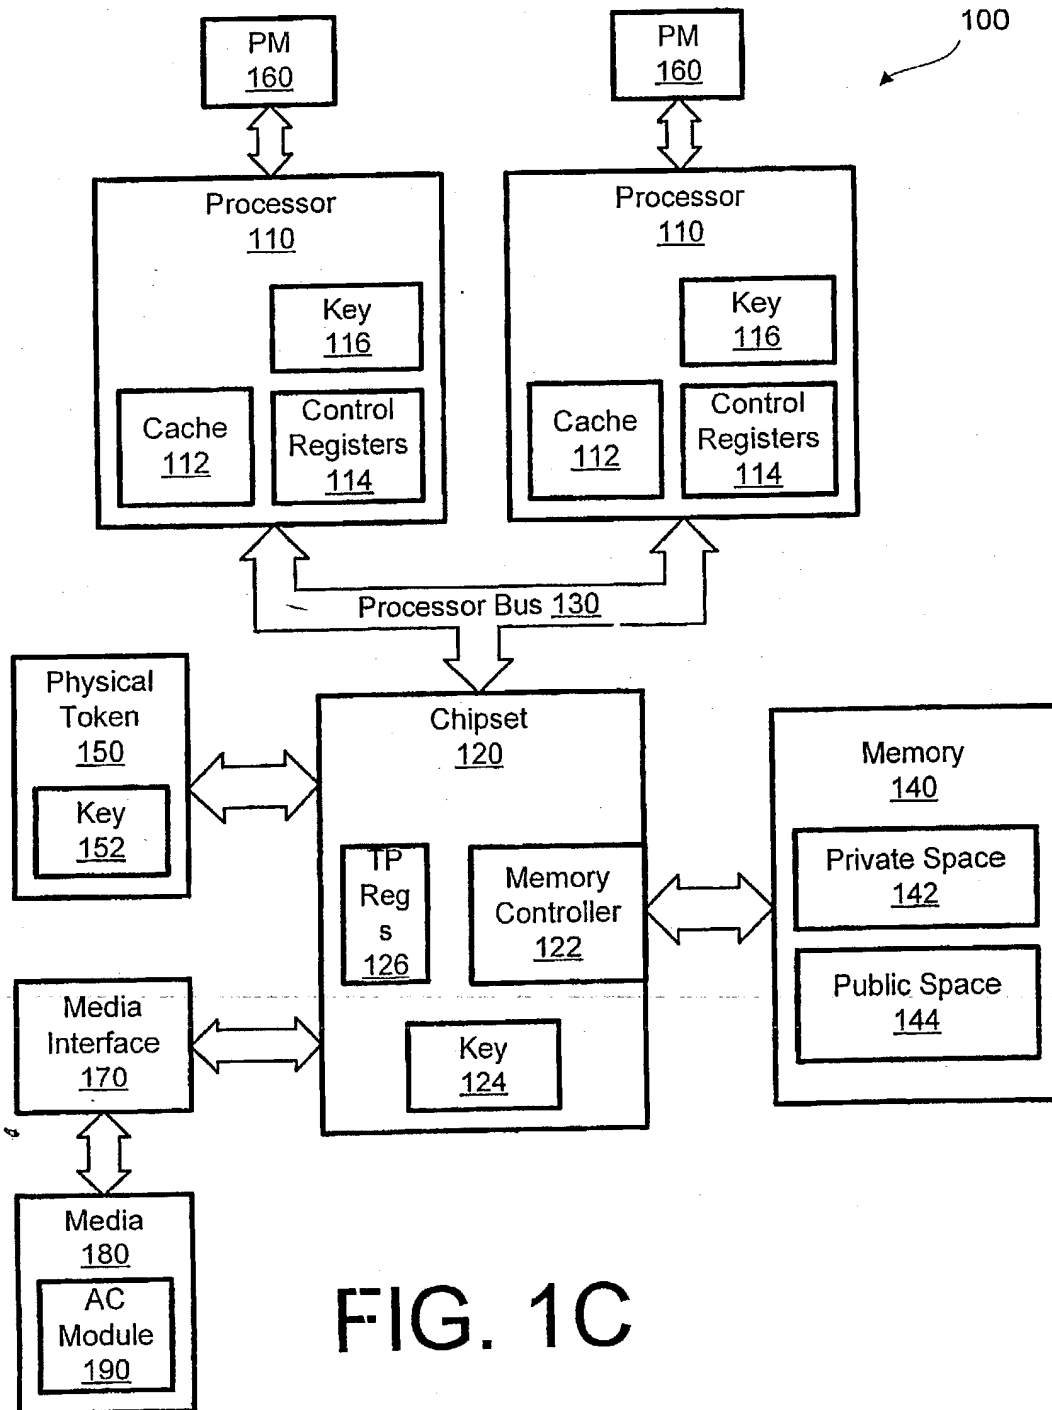 100
PM
160
PM
160
Processor
110
Key
116
Cache
112
Control
Registers
114
Processor
110
Key
116
Cache
112
Control
Registers
114
Processor Bus 130
Physical
Token
150
Key
152
Chipset
120
TP
Reg
s
126
Memory
Controller
122
Key
124
Memory
140
Private Space
142
Public Space
144
Media
Interface
170
Media
180
AC
Module
190
FIG. 1C